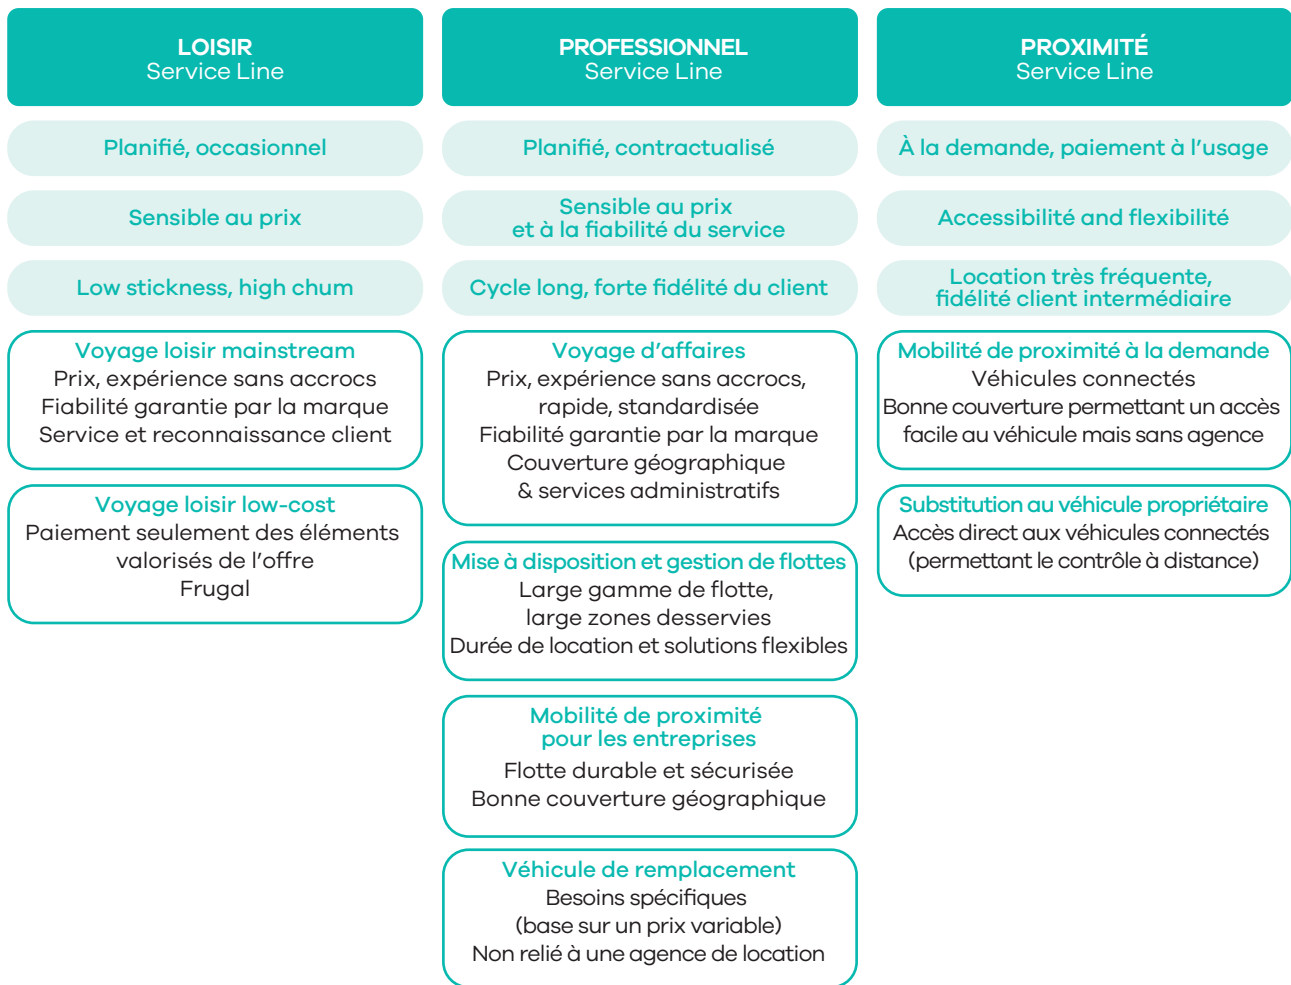 LOISIR
Service Line
Planifié, occasionnel
Sensible au prix
Low stickness, high chum
Voyage loisir mainstream
Prix, expérience sans accrocs
Fiabilité garantie par la marque
Service et reconnaissance client
Voyage loisir low-cost
Paiement seulement des éléments
valorisés de l’offre
Frugal
PROFESSIONNEL
Service Line
Planifié, contractualisé
Sensible au prix
et à la fiabilité du service
Cycle long, forte fidélité du client
Voyage d’affaires
Prix, expérience sans accrocs,
rapide, standardisée
Fiabilité garantie par la marque
Couverture géographique
& services administratifs
Mise à disposition et gestion de flottes
Large gamme de flotte,
large zones desservies
Durée de location et solutions flexibles
Mobilité de proximité
pour les entreprises
Flotte durable et sécurisée
Bonne couverture géographique
Véhicule de remplacement
Besoins spécifiques
(base sur un prix variable)
Non relié à une agence de location
PROXIMITÉ
Service Line
À la demande, paiement à l’usage
Accessibilité and flexibilité
Location très fréquente,
fidélité client intermédiaire
Mobilité de proximité à la demande
Véhicules connectés
Bonne couverture permettant un accès
facile au véhicule mais sans agence
Substitution au véhicule propriétaire
Accès direct aux véhicules connectés
(permettant le contrôle à distance)